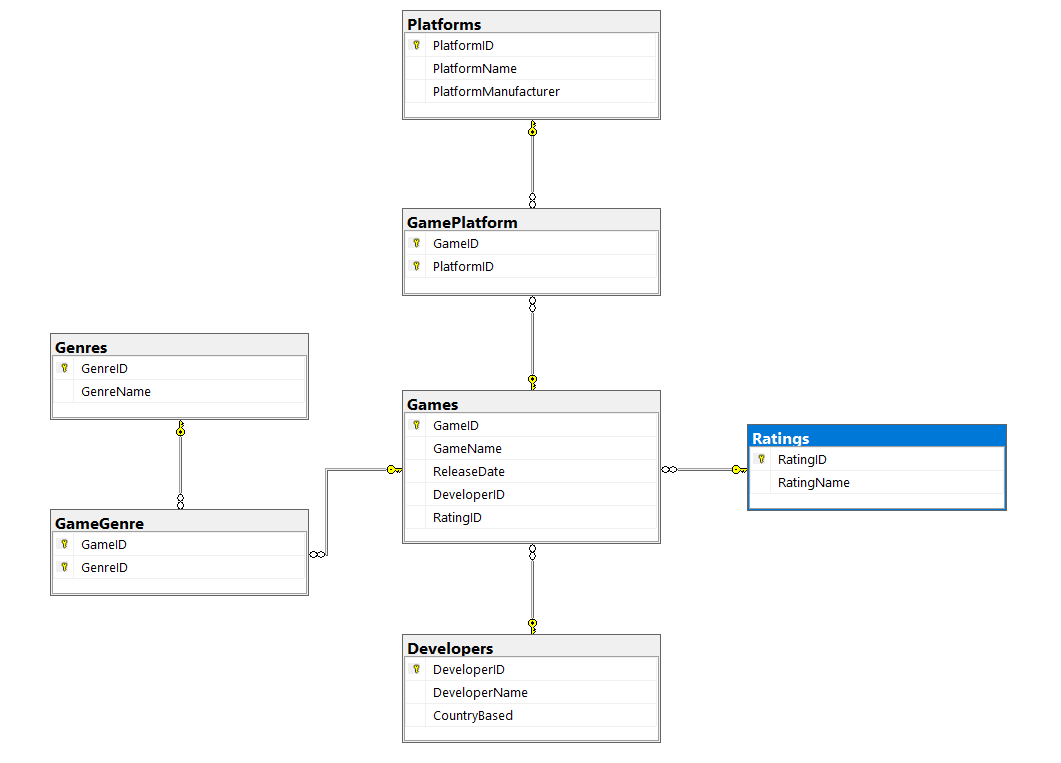 Platforms
PlatformID
PlatformName
PlatformManufacturer
GamePlatform
GameID
PlatformID
Genres
GenreID
GenreName
Games
GameID
GameName
ReleaseDate
DeveloperID
RatingID
Ratings
RatingID
RatingName
GameGenre
GameID
GenreID
Developers
DeveloperID
DeveloperName
CountryBased